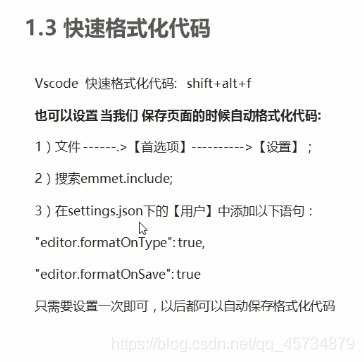 1.3 快速格式化代码
Vscode 快速格式化代码: shift+alt+f
也可以设置 当我们 保存页面的时候自动格式化代码:
1）文件 ------.>【首选项】---------->【设置】；
2）搜索emmet.include;
3）在settings.json下的【用户】中添加以下语句：
"editor.formatOnType": true,
"editor.formatOnSave": true
只需要设置一次即可，以后都可以自动保存格式化代码
https://blog.csdn.net/qq_45734879